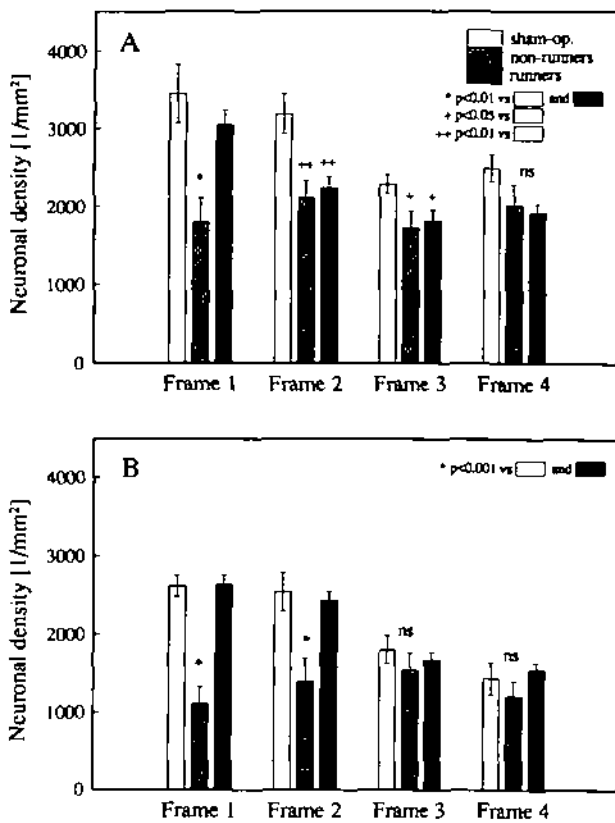 A
sham-op.
non-runners
runners
* p<0.01 vs and
+ p<0.05 vs
++ p<0.01 vs
Neuronal density [1/mm²]
4000
3000
2000
1000
0
*
++ ++
+ +
ns
Frame 1 Frame 2 Frame 3 Frame 4
B
* p<0.001 vs and
Neuronal density [1/mm²]
4000
3000
2000
1000
0
*
*
ns
ns
Frame 1 Frame 2 Frame 3 Frame 4